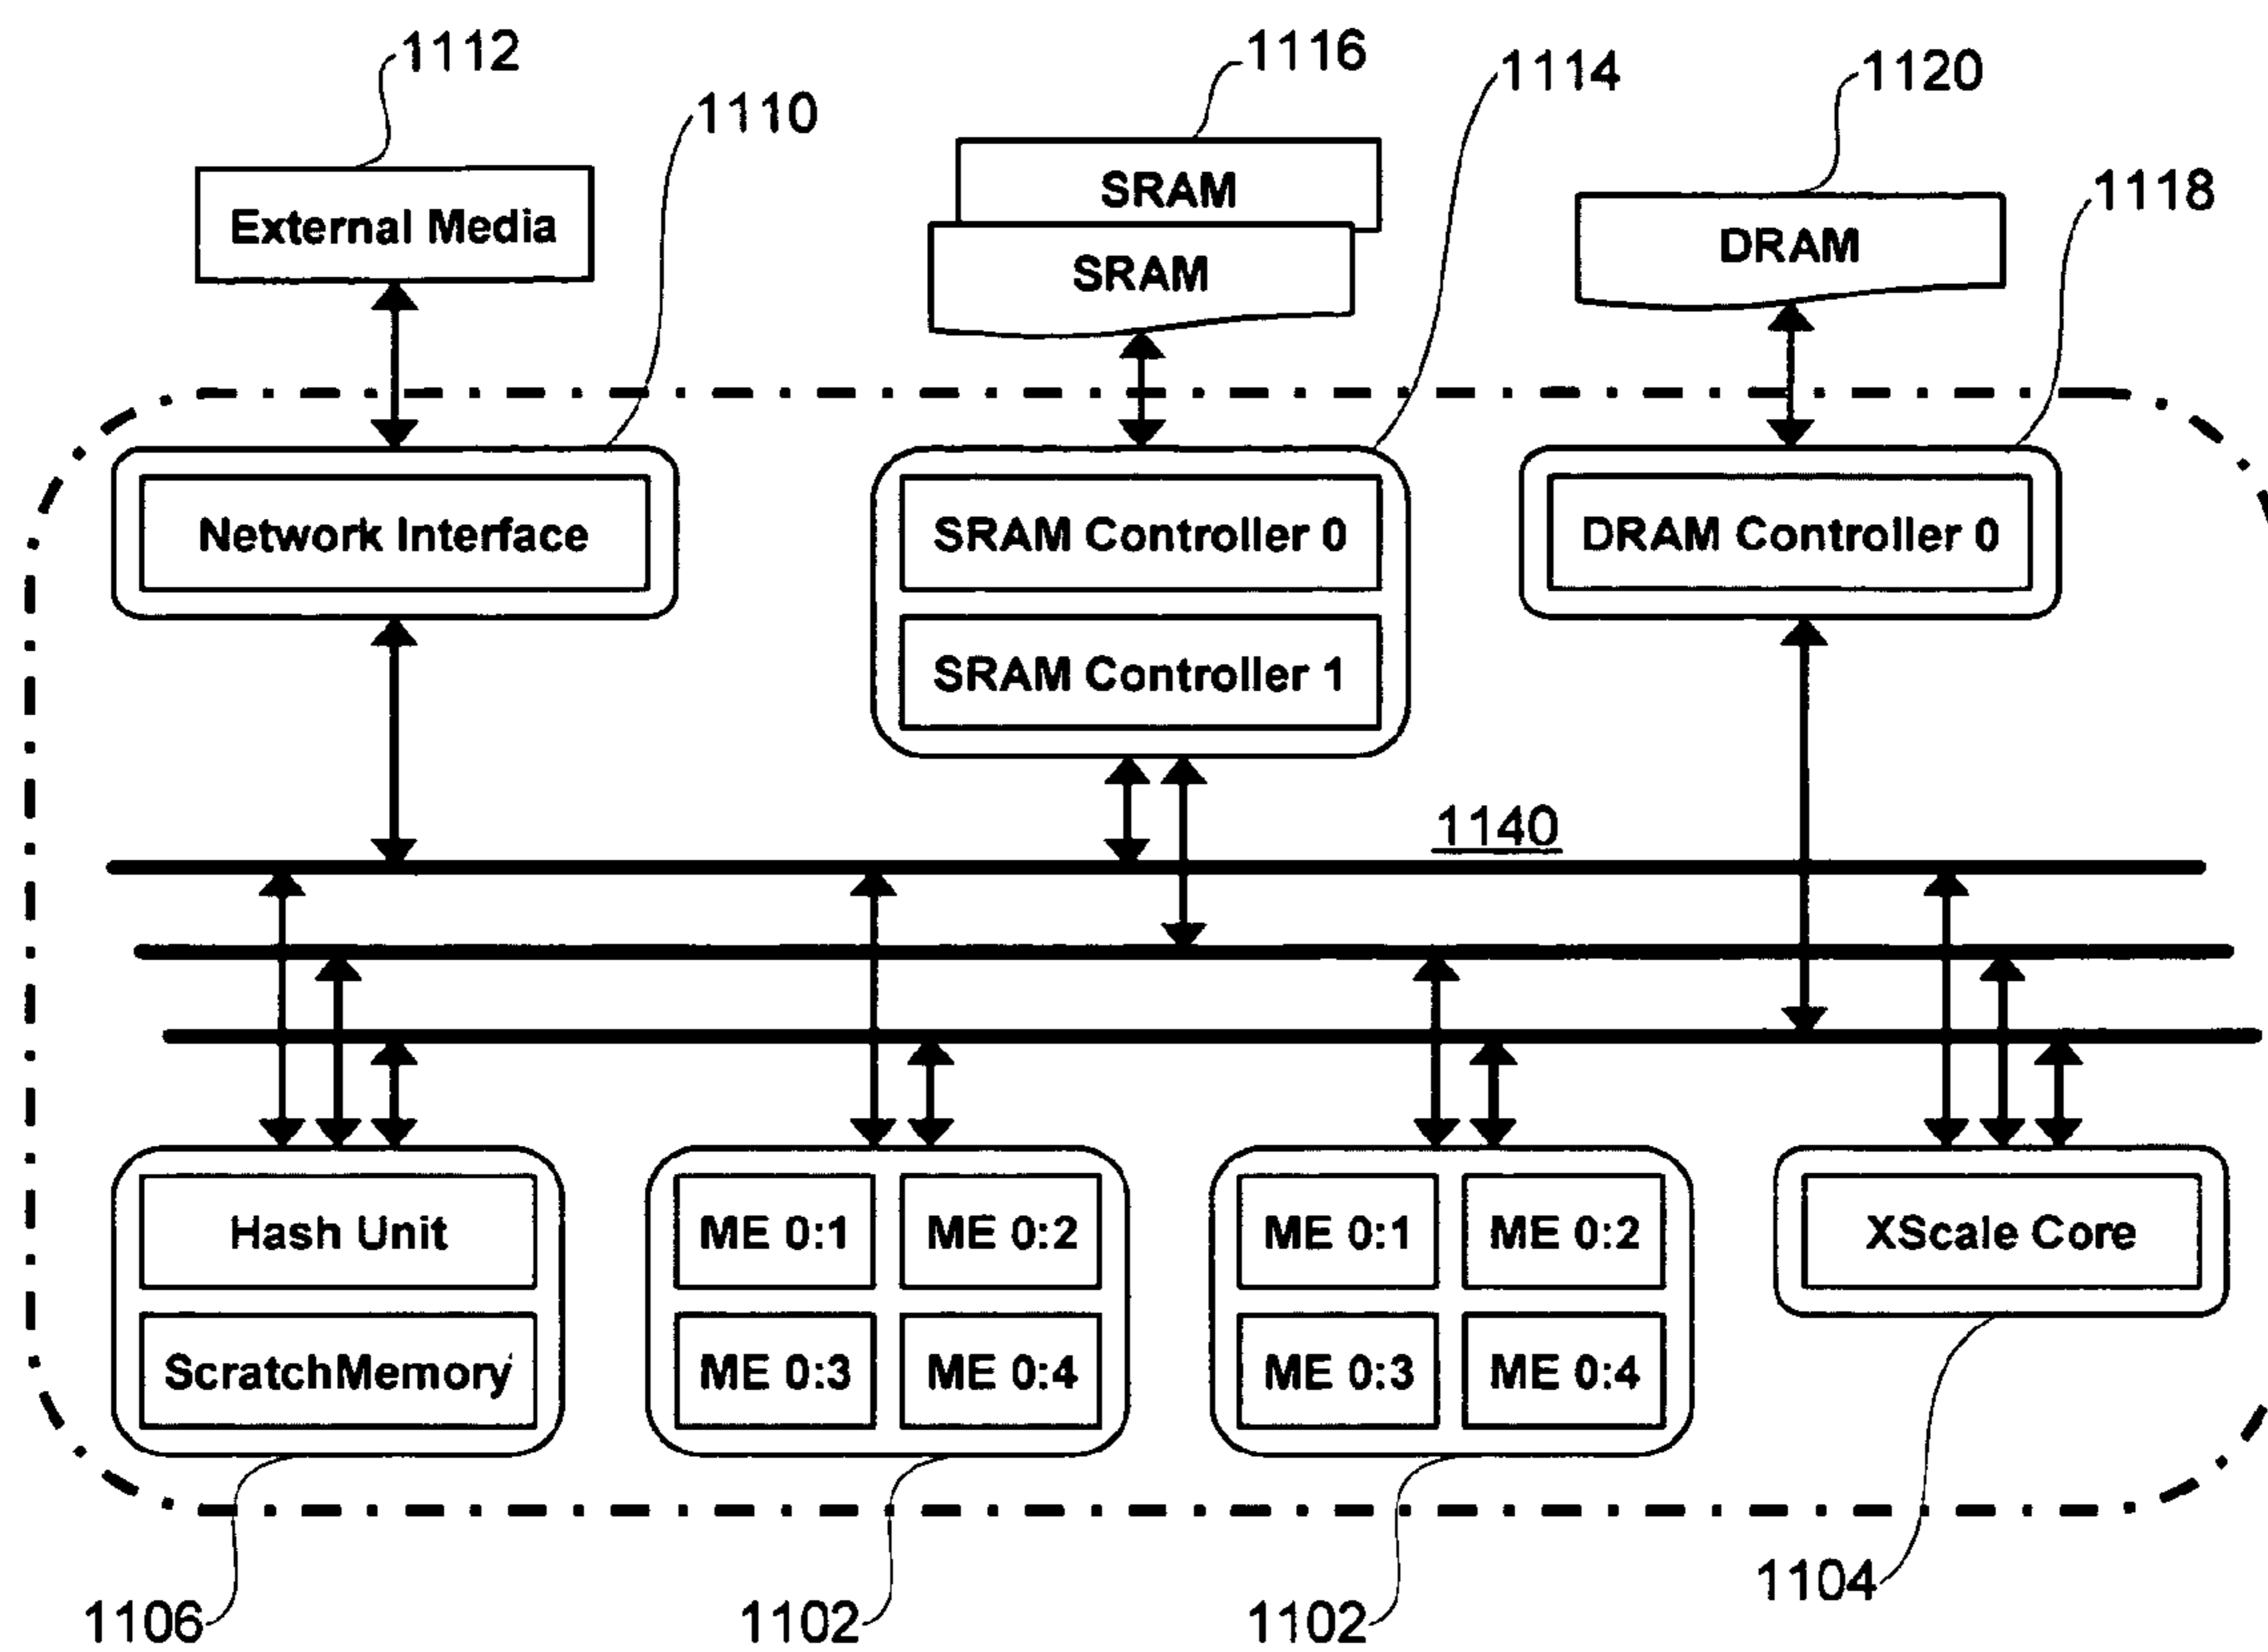 1112
1116
1114
1120
1110
1118
External Media
SRAM
SRAM
DRAM
Network Interface
SRAM Controller 0
SRAM Controller 1
DRAM Controller 0
1140
Hash Unit
ScratchMemory
ME 0:1 ME 0:2
ME 0:3 ME 0:4
ME 0:1 ME 0:2
ME 0:3 ME 0:4
XScale Core
1106
1102
1102
1104